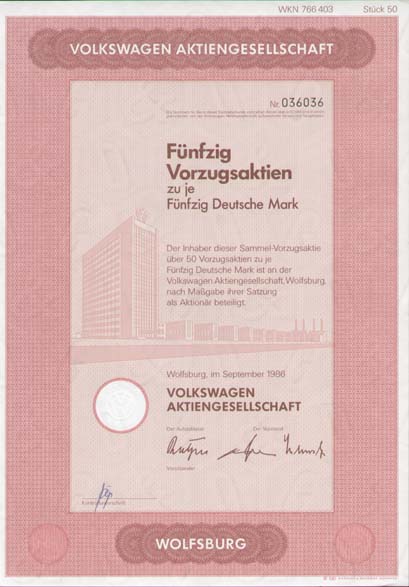 WKN 766 403 Stück 50
VOLKSWAGEN AKTIENGESELLSCHAFT
Nr. 036036
Fünfzig
Vorzugsaktien
zu je
Fünfzig Deutsche Mark
Der Inhaber dieser Sammel-Vorzugsaktie
über 50 Vorzugsaktien zu je
Fünfzig Deutsche Mark ist an der
Volkswagen Aktiengesellschaft, Wolfsburg,
nach Maßgabe ihrer Satzung
als Aktionär beteiligt.
Wolfsburg, im September 1986
VOLKSWAGEN
AKTIENGESELLSCHAFT
Der Aufsichtsrat Der Vorstand
Vorsitzender
Kontrollunterschrift
WOLFSBURG